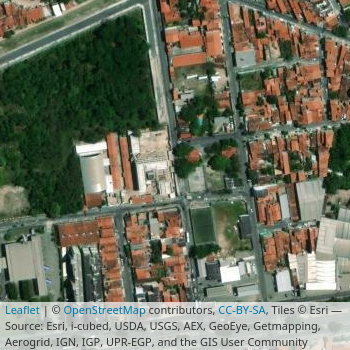 Leaflet | © OpenStreetMap contributors, CC-BY-SA, Tiles © Esri —
Source: Esri, i-cubed, USDA, USGS, AEX, GeoEye, Getmapping,
Aerogrid, IGN, IGP, UPR-EGP, and the GIS User Community